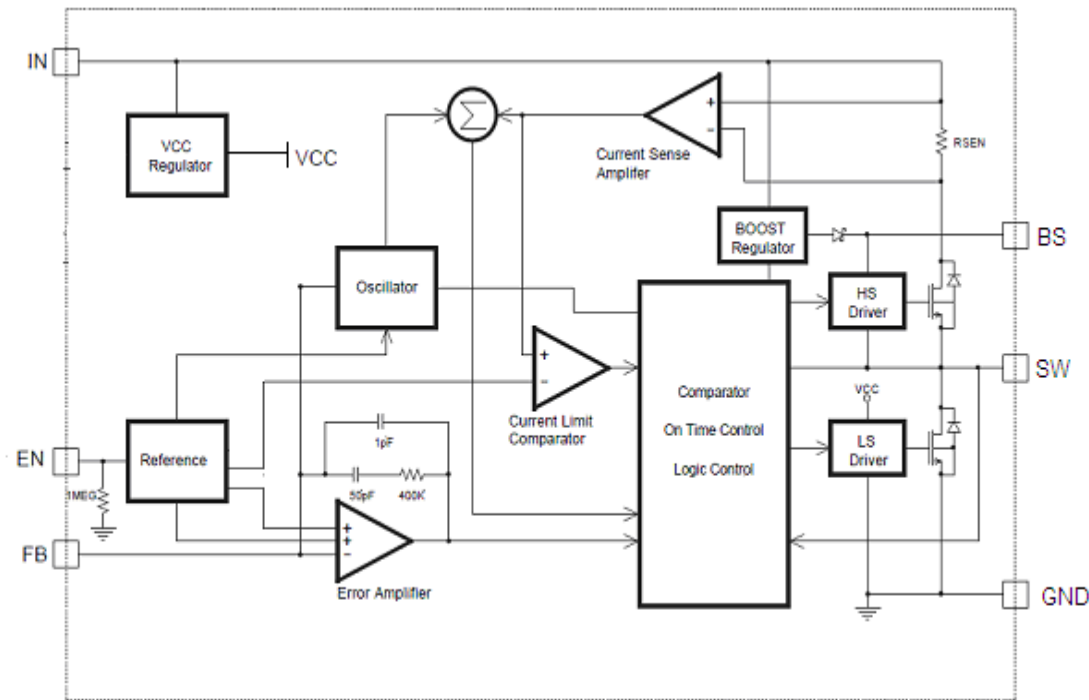 IN
VCC
Regulator
VCC
Σ
+
-
Current Sense
Amplifer
RSEN
BOOST
Regulator
BS
Oscillator
HS
Driver
+
-
Current Limit
Comparator
SW
Comparator
On Time Control
Logic Control
VCC
LS
Driver
1pF
50pF
400K
EN
Reference
1MEG
FB
+
+
-
Error Amplifier
GND